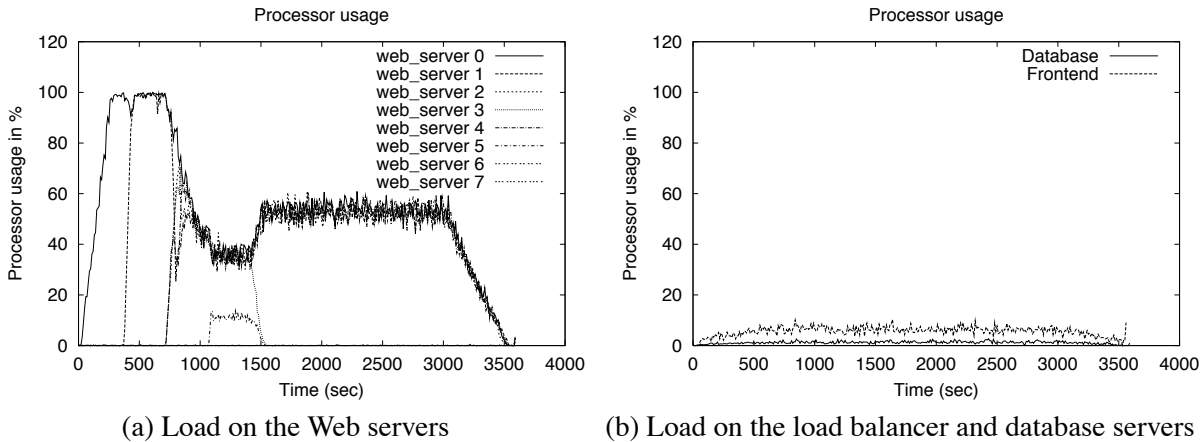 Processor usage
120
100
80
60
40
20
0
Processor usage in %
web_server 0
web_server 1
web_server 2
web_server 3
web_server 4
web_server 5
web_server 6
web_server 7
0 500 1000 1500 2000 2500 3000 3500 4000
Time (sec)
(a) Load on the Web servers
Processor usage
120
100
80
60
40
20
0
Processor usage in %
Database
Frontend
0 500 1000 1500 2000 2500 3000 3500 4000
Time (sec)
(b) Load on the load balancer and database servers